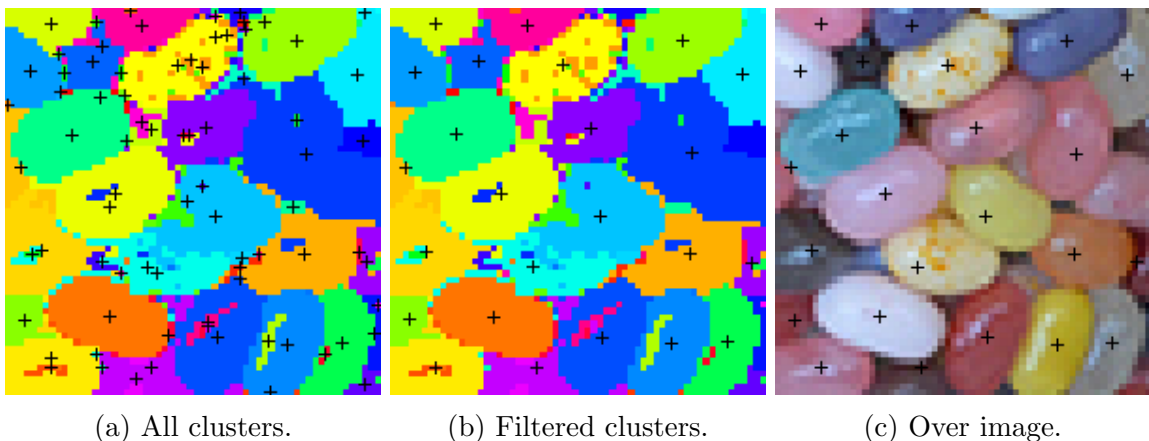 (a) All clusters.
(b) Filtered clusters.
(c) Over image.